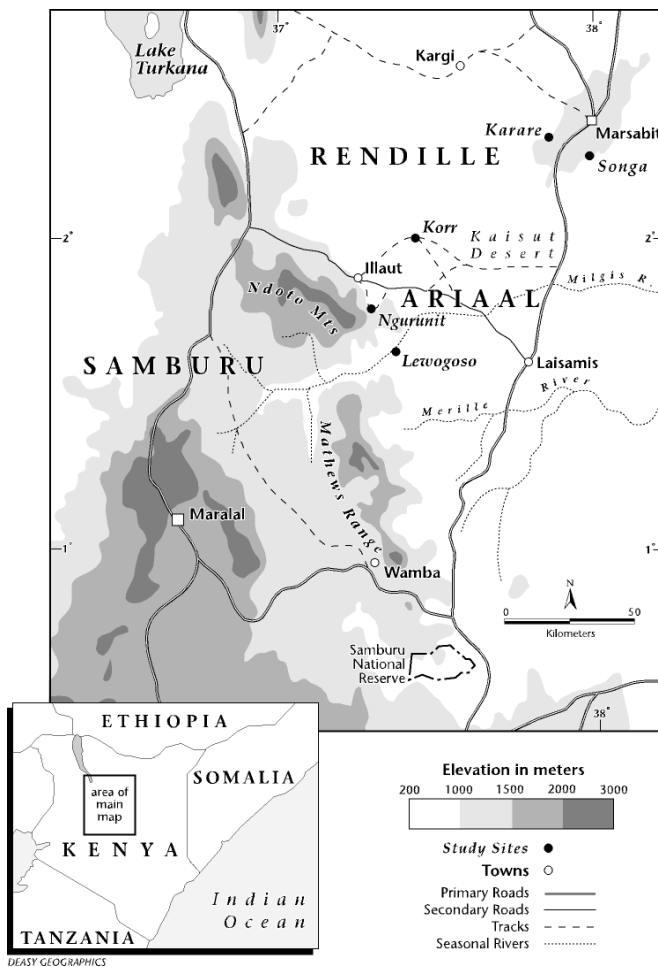 37°
38°
Lake
Turkana
Kargi
Karare
Marsabit
Songa
RENDILLE
2°
2°
Korr
Kaisut
Desert
Illaut
ARIAAL
Milgis R.
Ndoto Mts
Ngurunit
SAMBURU
Lewogoso
Laisamis
Merille
River
Mathews Range
Maralal
1°
1°
Wamba
N
0
50
Kilometers
Samburu
National
Reserve
38°
ETHIOPIA
SOMALIA
area of
main
map
KENYA
Indian
Ocean
TANZANIA
Elevation in meters
200 1000 1500 2000 3000
Study Sites
Towns
Primary Roads
Secondary Roads
Tracks
Seasonal Rivers
DEASY GEOGRAPHICS